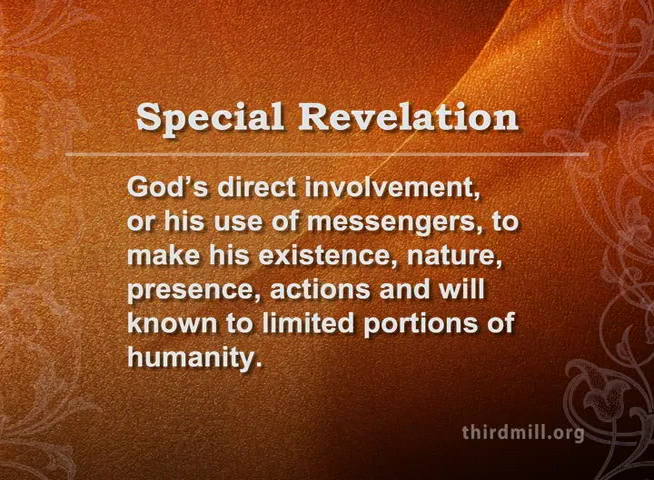 Special Revelation
God’s direct involvement,
or his use of messengers, to
make his existence, nature,
presence, actions and will
known to limited portions of
humanity.
thirdmill.org